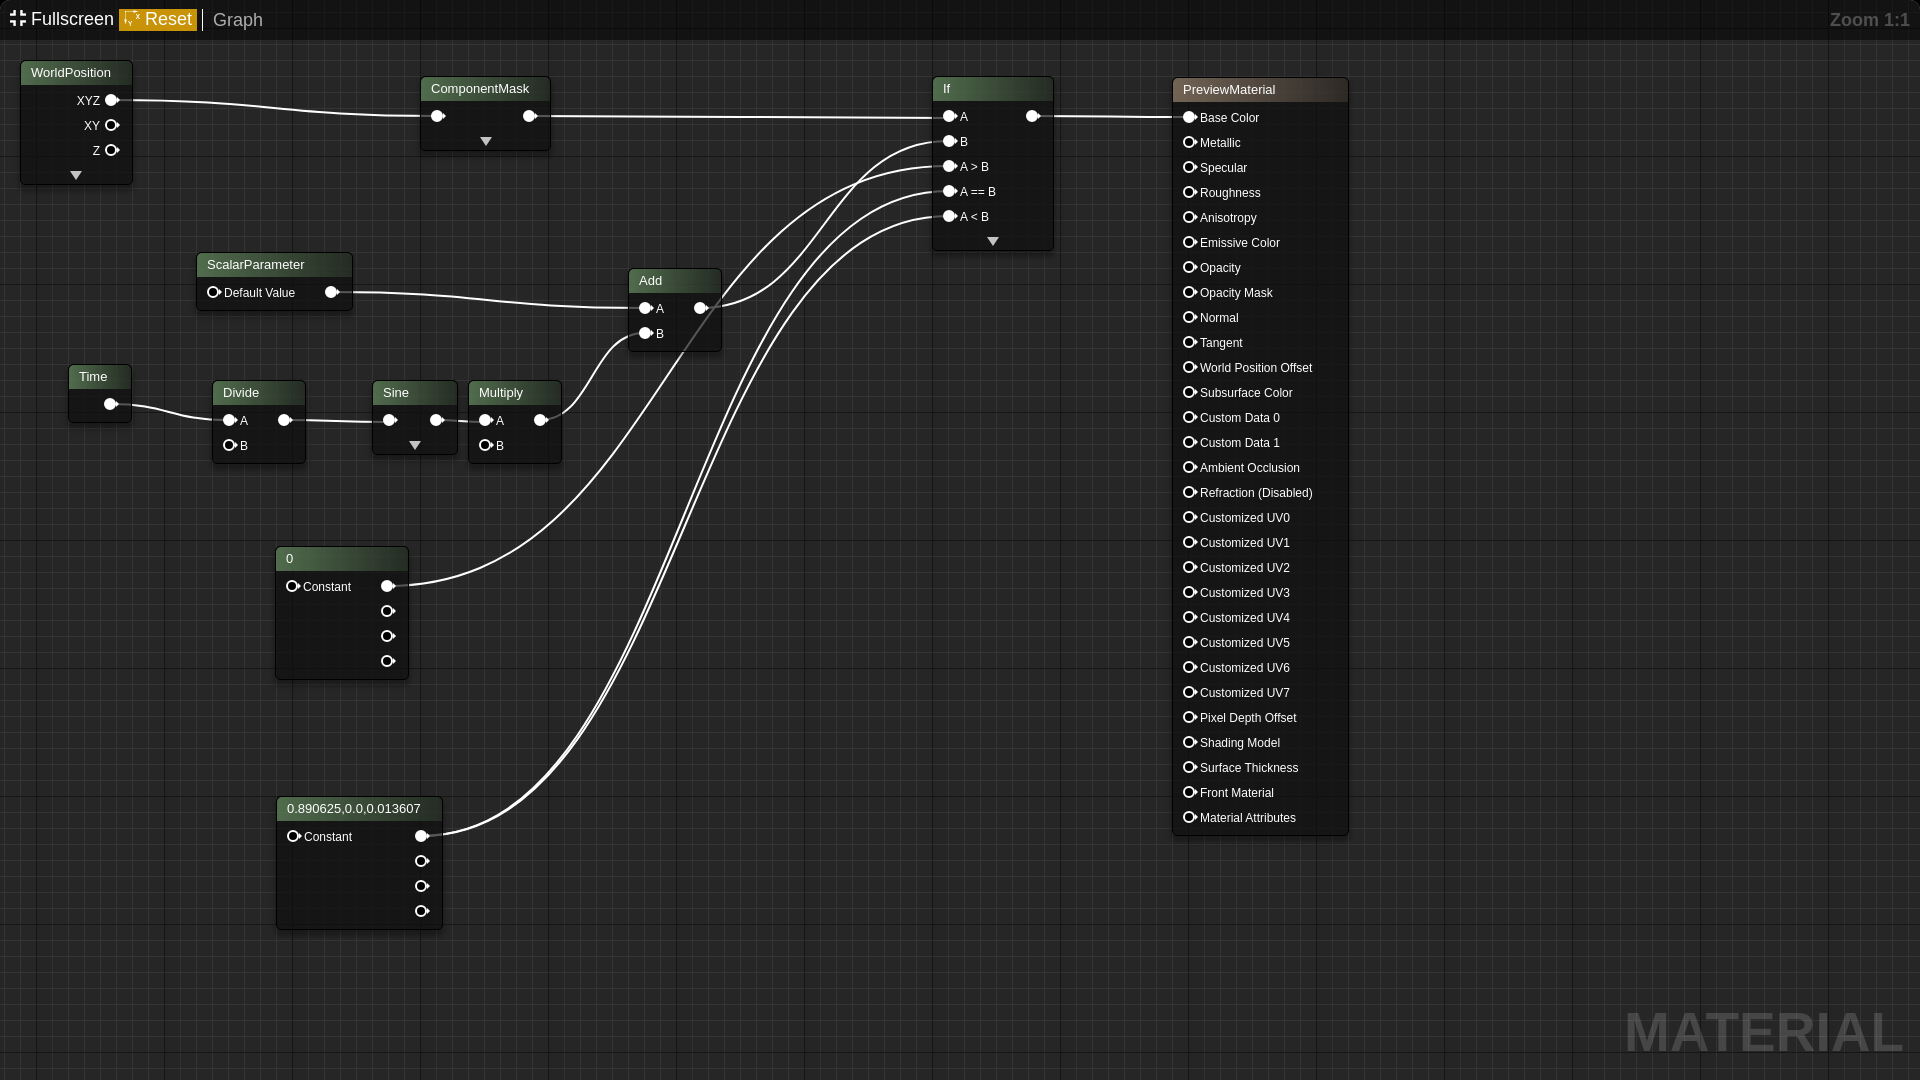 Fullscreen Reset Graph
Zoom 1:1
WorldPosition
XYZ
XY
Z
ComponentMask
If
A
B
A > B
A == B
A < B
PreviewMaterial
Base Color
Metallic
Specular
Roughness
Anisotropy
Emissive Color
Opacity
Opacity Mask
Normal
Tangent
World Position Offset
Subsurface Color
Custom Data 0
Custom Data 1
Ambient Occlusion
Refraction (Disabled)
Customized UV0
Customized UV1
Customized UV2
Customized UV3
Customized UV4
Customized UV5
Customized UV6
Customized UV7
Pixel Depth Offset
Shading Model
Surface Thickness
Front Material
Material Attributes
ScalarParameter
Default Value
Add
A
B
Time
Divide
A
B
Sine
Multiply
A
B
0
Constant
0.890625,0.0,0.013607
Constant
MATERIAL